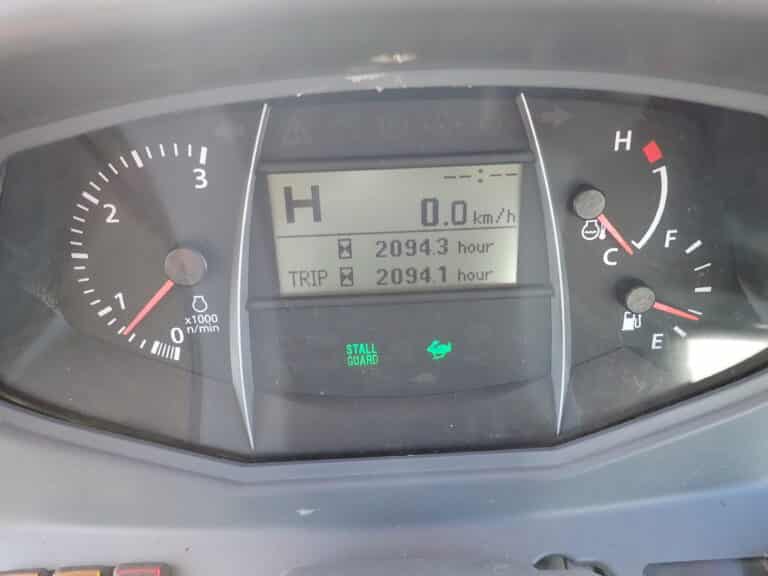 3
2
1
0
x1000
n/min
--:--
H
0.0 km/h
2094.3 hour
TRIP 2094.1 hour
STALL
GUARD
H
C
F
E